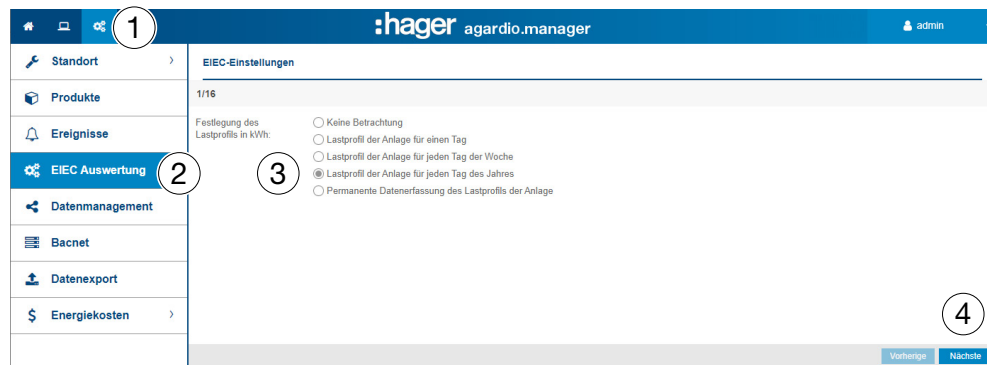 1
:hager agardio.manager
admin
Standort
Produkte
Ereignisse
EIEC Auswertung
2
Datenmanagement
Bacnet
Datenexport
Energiekosten
EIEC-Einstellungen
1/16
Festlegung des
Lastprofils in kWh:
Keine Betrachtung
Lastprofil der Anlage für einen Tag
Lastprofil der Anlage für jeden Tag der Woche
3
Lastprofil der Anlage für jeden Tag des Jahres
Permanente Datenerfassung des Lastprofils der Anlage
4
Vorherige
Nächste